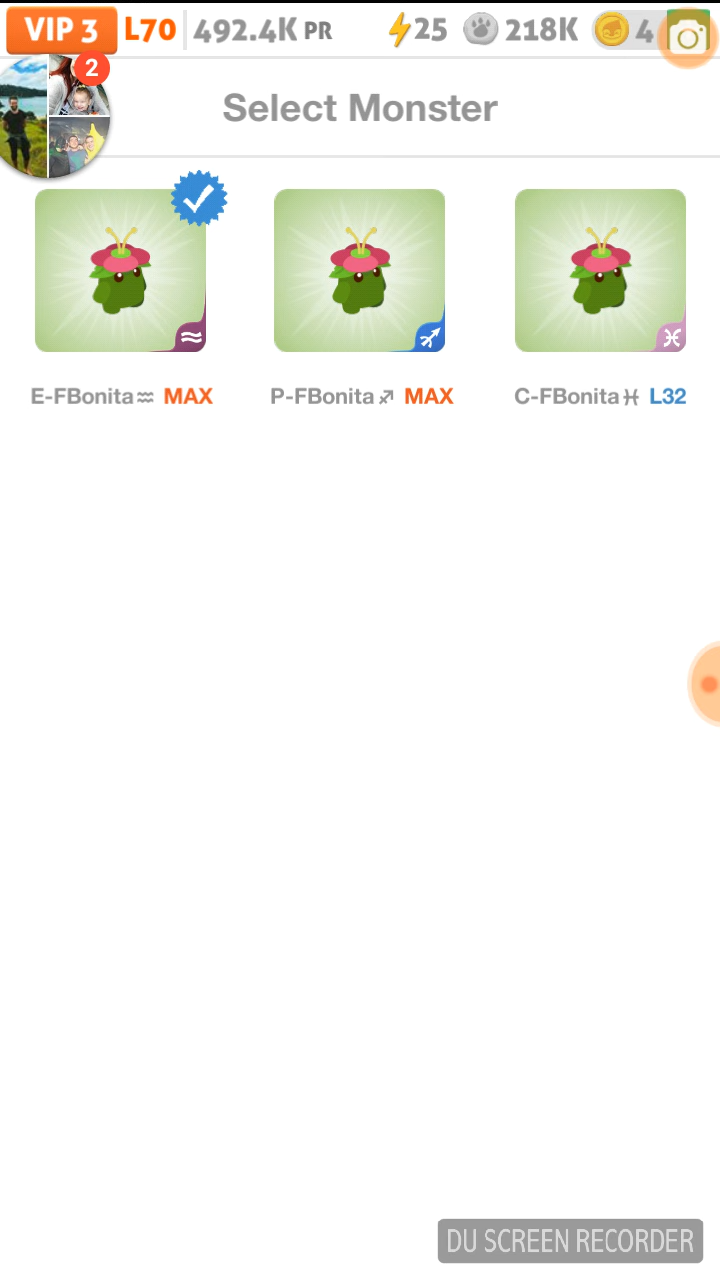 VIP 3 L70 492.4K PR 25 218K 4
2
Select Monster
E-FBonita♒ MAX
P-FBonita♐ MAX
C-FBonita♓ L32
DU SCREEN RECORDER